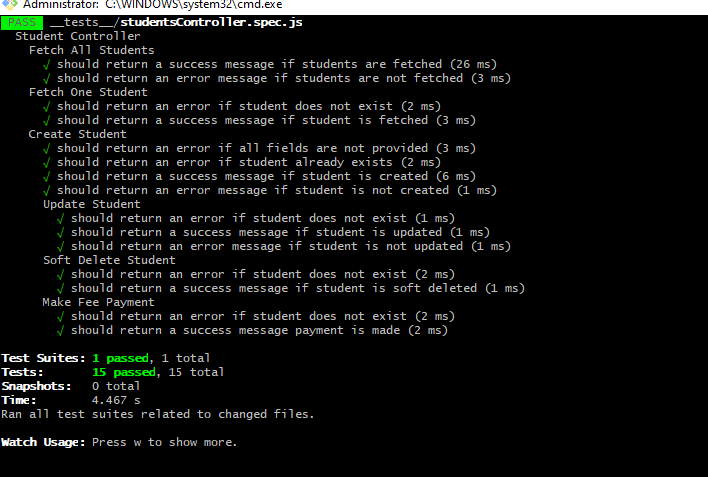 Administrator: C:\WINDOWS\system32\cmd.exe
PASS __tests__/studentsController.spec.js
Student Controller
Fetch All Students
√ should return a success message if students are fetched (26 ms)
√ should return an error message if students are not fetched (3 ms)
Fetch One Student
√ should return an error if student does not exist (2 ms)
√ should return a success message if student is fetched (3 ms)
Create Student
√ should return an error if all fields are not provided (3 ms)
√ should return an error if student already exists (2 ms)
√ should return a success message if student is created (6 ms)
√ should return an error message if student is not created (1 ms)
Update Student
√ should return an error if student does not exist (1 ms)
√ should return a success message if student is updated (1 ms)
√ should return an error message if student is not updated (1 ms)
Soft Delete Student
√ should return an error if student does not exist (2 ms)
√ should return a success message if student is soft deleted (1 ms)
Make Fee Payment
√ should return an error if student does not exist (2 ms)
√ should return a success message payment is made (2 ms)
Test Suites: 1 passed, 1 total
Tests: 15 passed, 15 total
Snapshots: 0 total
Time: 4.467 s
Ran all test suites related to changed files.
Watch Usage: Press w to show more.